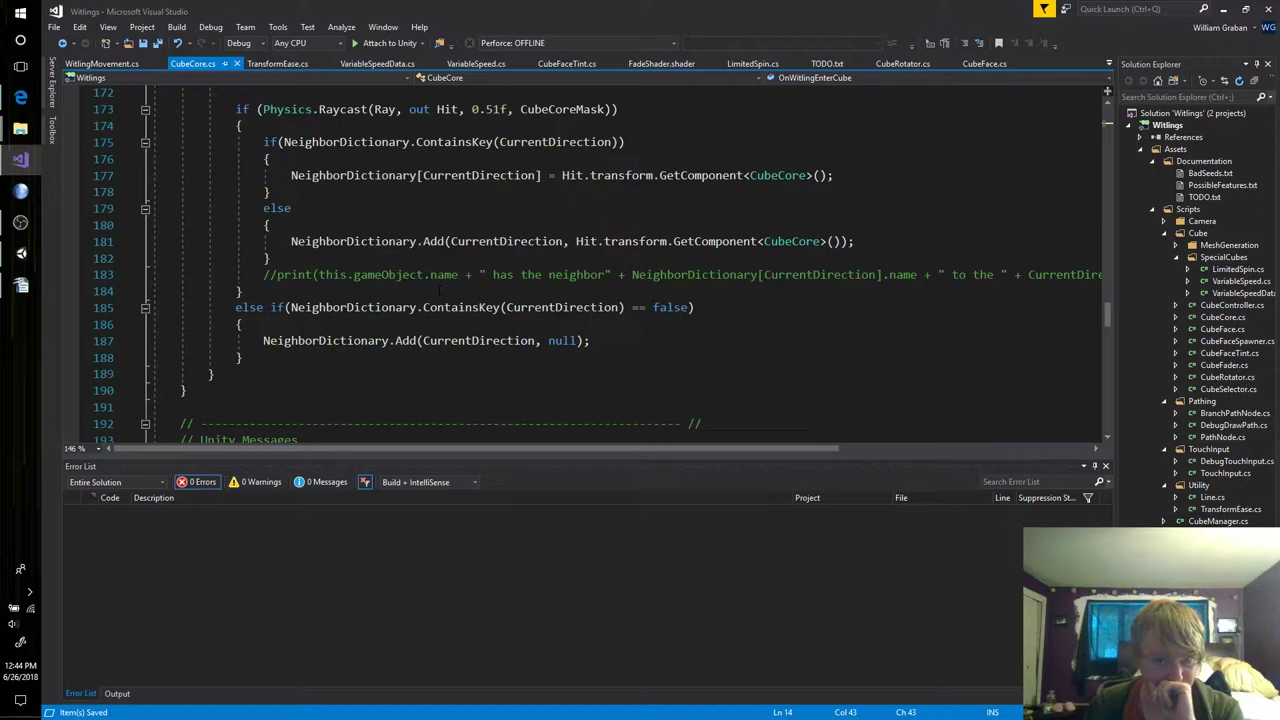 Witlings - Microsoft Visual Studio
Quick Launch (Ctrl+Q)
File Edit View Project Build Debug Team Tools Test Analyze Window Help
William Graban WG
Debug Any CPU Attach to Unity Perforce: OFFLINE
WitlingMovement.cs CubeCore.cs TransformEase.cs VariableSpeedData.cs VariableSpeed.cs CubeFaceTint.cs FadeShader.shader LimitedSpin.cs TODO.txt CubeRotator.cs CubeFace.cs
Witlings CubeCore OnWitlingEnterCube
Server Explorer
Toolbox
172
173 if (Physics.Raycast(Ray, out Hit, 0.51f, CubeCoreMask))
174 {
175 if(NeighborDictionary.ContainsKey(CurrentDirection))
176 {
177 NeighborDictionary[CurrentDirection] = Hit.transform.GetComponent<CubeCore>();
178 }
179 else
180 {
181 NeighborDictionary.Add(CurrentDirection, Hit.transform.GetComponent<CubeCore>());
182 }
183 //print(this.gameObject.name + " has the neighbor" + NeighborDictionary[CurrentDirection].name + " to the " + CurrentDire
184 }
185 else if(NeighborDictionary.ContainsKey(CurrentDirection) == false)
186 {
187 NeighborDictionary.Add(CurrentDirection, null);
188 }
189 }
190 }
191
192 // -------------------------------------------------------------------- //
193 // Unity Messages
146 %
Error List
Entire Solution 0 Errors 0 Warnings 0 Messages Build + IntelliSense Search Error List
Code Description Project File Line Suppression St...
Error List Output
Item(s) Saved Ln 14 Col 43 Ch 43 INS
Solution Explorer
Search Solution Explorer (Ctrl+;)
Solution 'Witlings' (2 projects)
Witlings
References
Assets
Documentation
BadSeeds.txt
PossibleFeatures.txt
TODO.txt
Scripts
Camera
Cube
MeshGeneration
SpecialCubes
LimitedSpin.cs
VariableSpeed.cs
VariableSpeedData
CubeController.cs
CubeCore.cs
CubeFace.cs
CubeFaceSpawner.cs
CubeFaceTint.cs
CubeFader.cs
CubeRotator.cs
CubeSelector.cs
Pathing
BranchPathNode.cs
DebugDrawPath.cs
PathNode.cs
TouchInput
DebugTouchInput.cs
TouchInput.cs
Utility
Line.cs
TransformEase.cs
CubeManager.cs
12:44 PM
6/26/2018